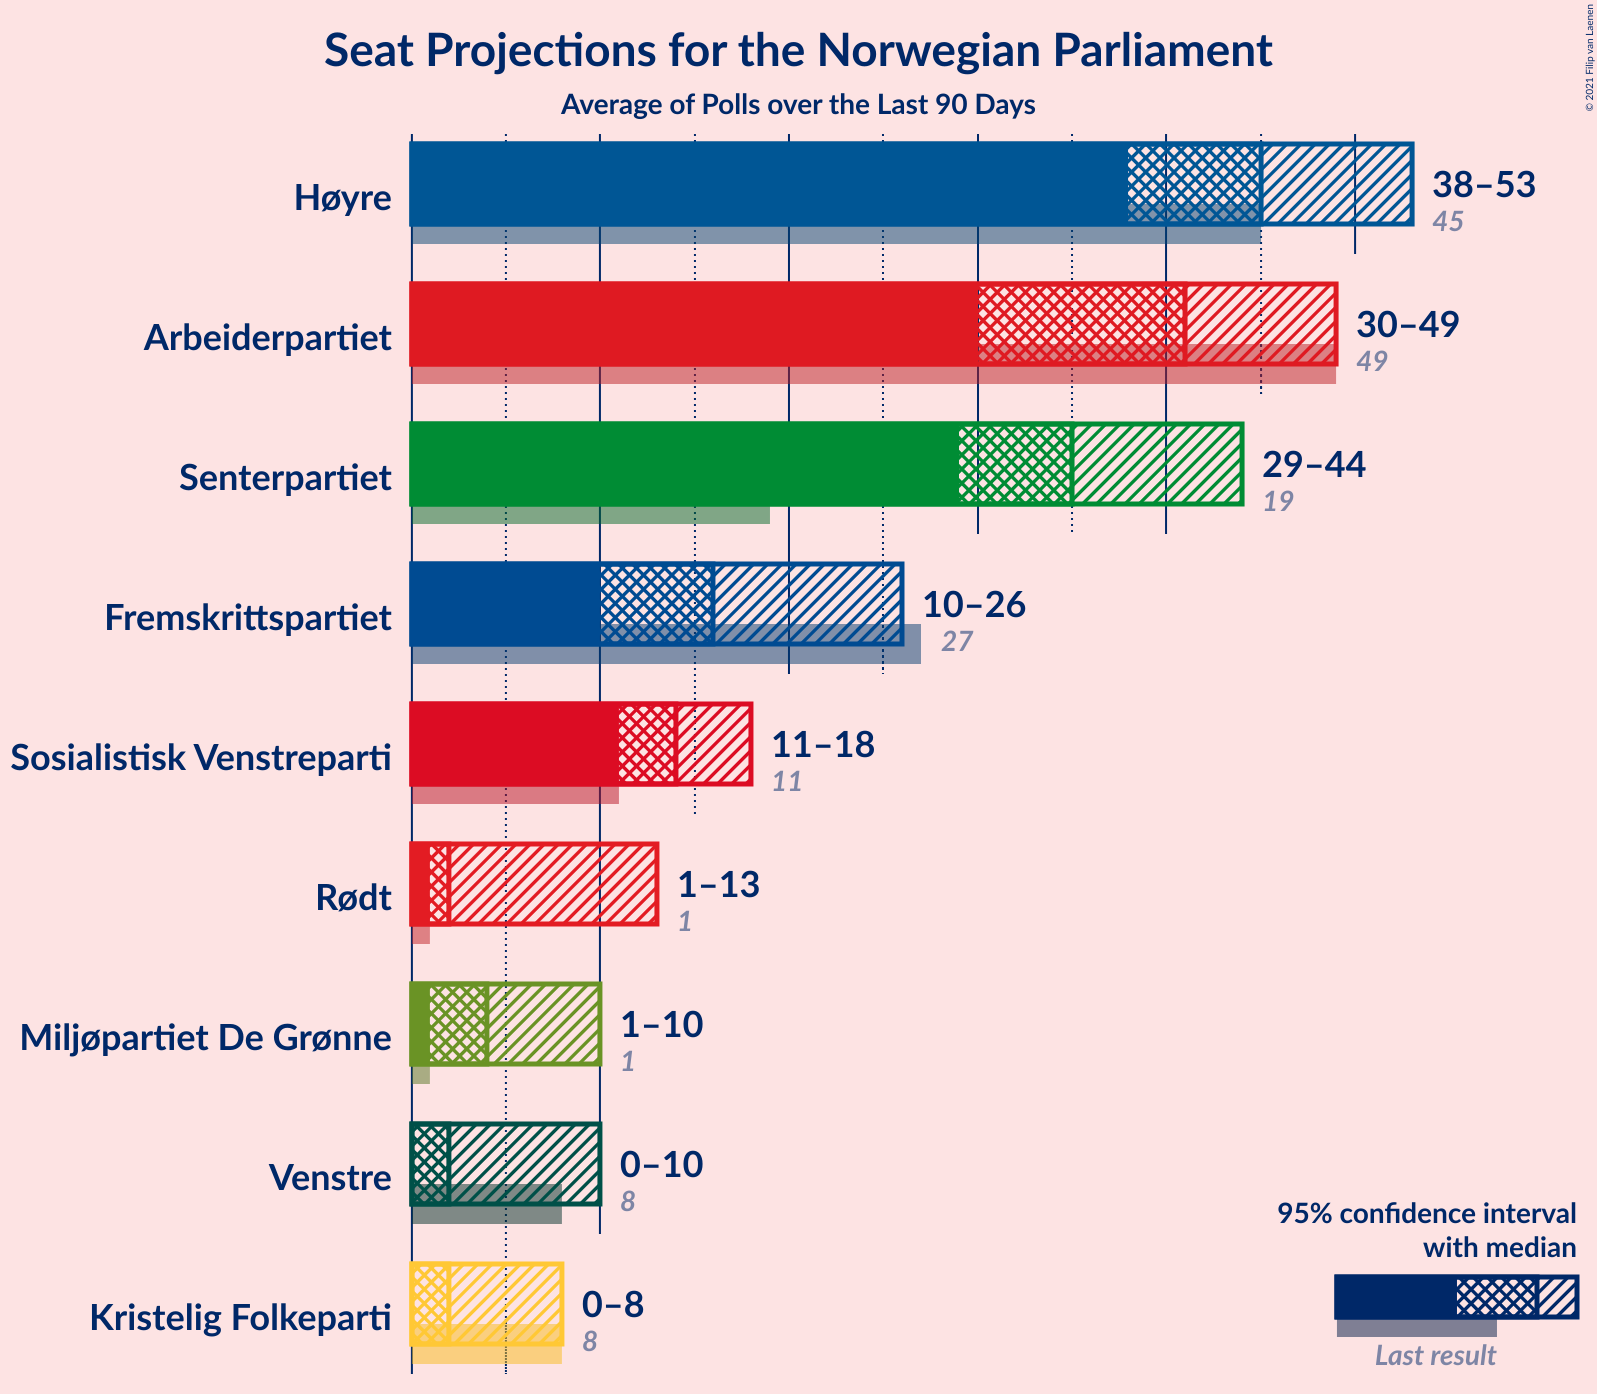 Seat Projections for the Norwegian Parliament
Average of Polls over the Last 90 Days
© 2021 Filip van Laenen
Høyre
38–53
45
Arbeiderpartiet
30–49
49
Senterpartiet
29–44
19
Fremskrittspartiet
10–26
27
Sosialistisk Venstreparti
11–18
11
Rødt
1–13
1
Miljøpartiet De Grønne
1–10
1
Venstre
0–10
8
Kristelig Folkeparti
0–8
8
95% confidence interval
with median
Last result